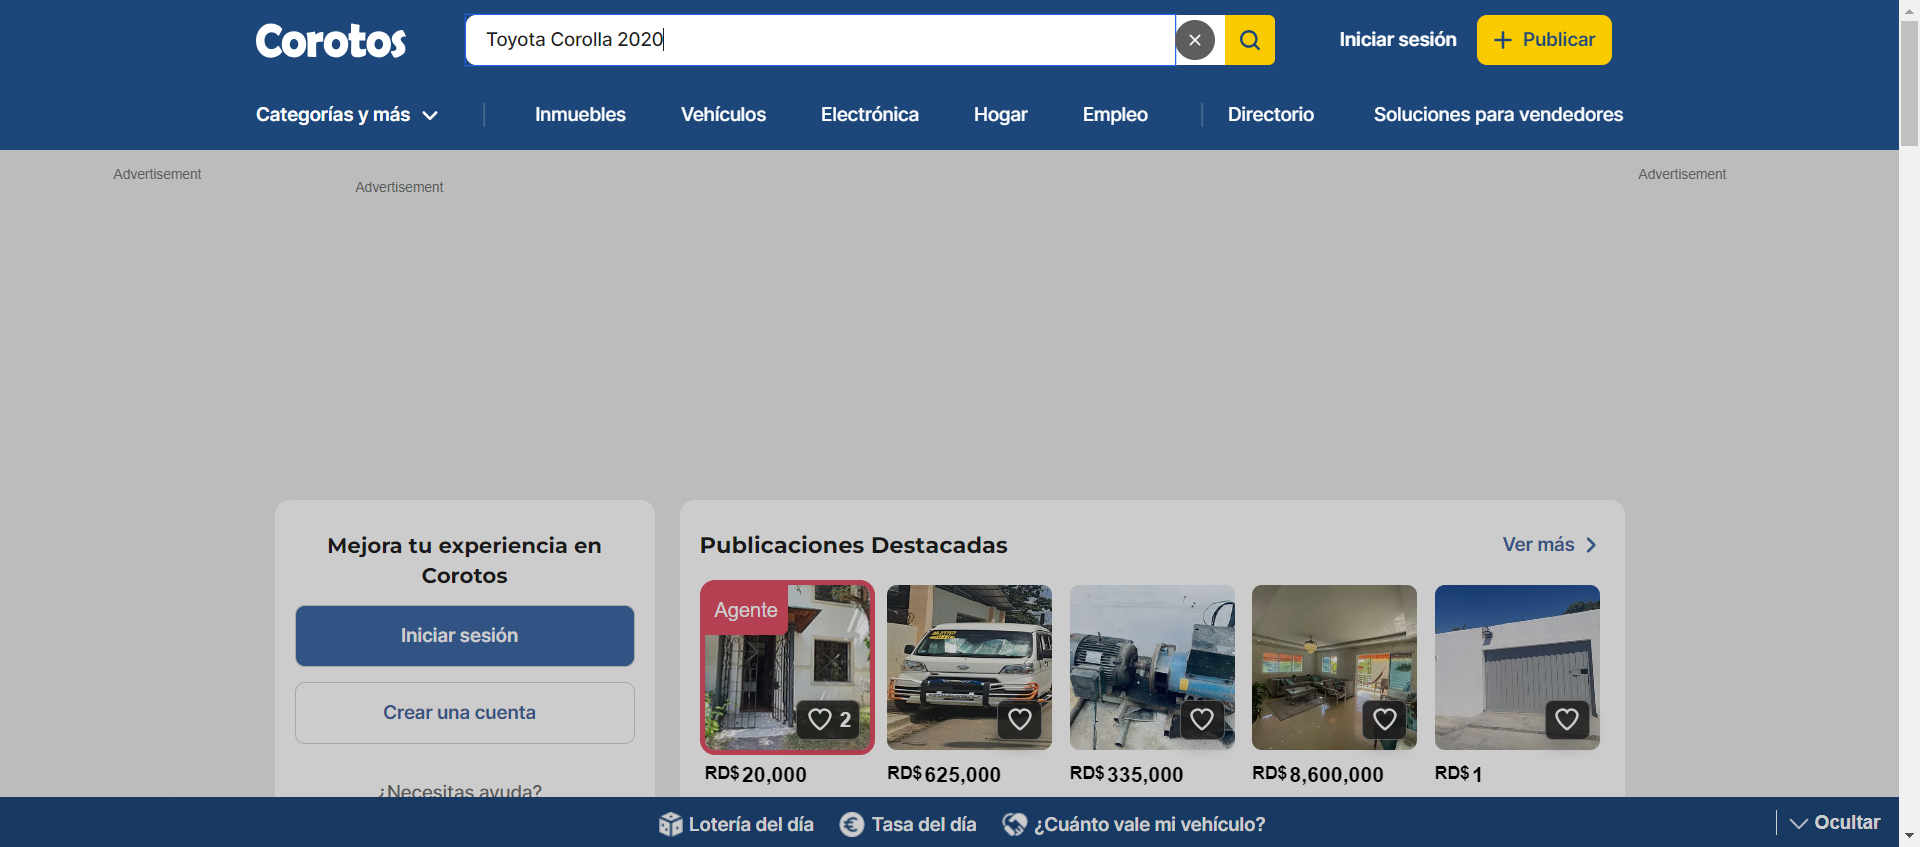 Corotos
Toyota Corolla 2020
Iniciar sesión
Publicar
Categorías y más
Inmuebles
Vehículos
Electrónica
Hogar
Empleo
Directorio
Soluciones para vendedores
Advertisement
Advertisement
Advertisement
Mejora tu experiencia en
Corotos
Iniciar sesión
Crear una cuenta
¿Necesitas ayuda?
Publicaciones Destacadas
Ver más
Agente
2
RD$ 20,000
RD$ 625,000
RD$ 335,000
RD$ 8,600,000
RD$ 1
Lotería del día
Tasa del día
¿Cuánto vale mi vehículo?
Ocultar